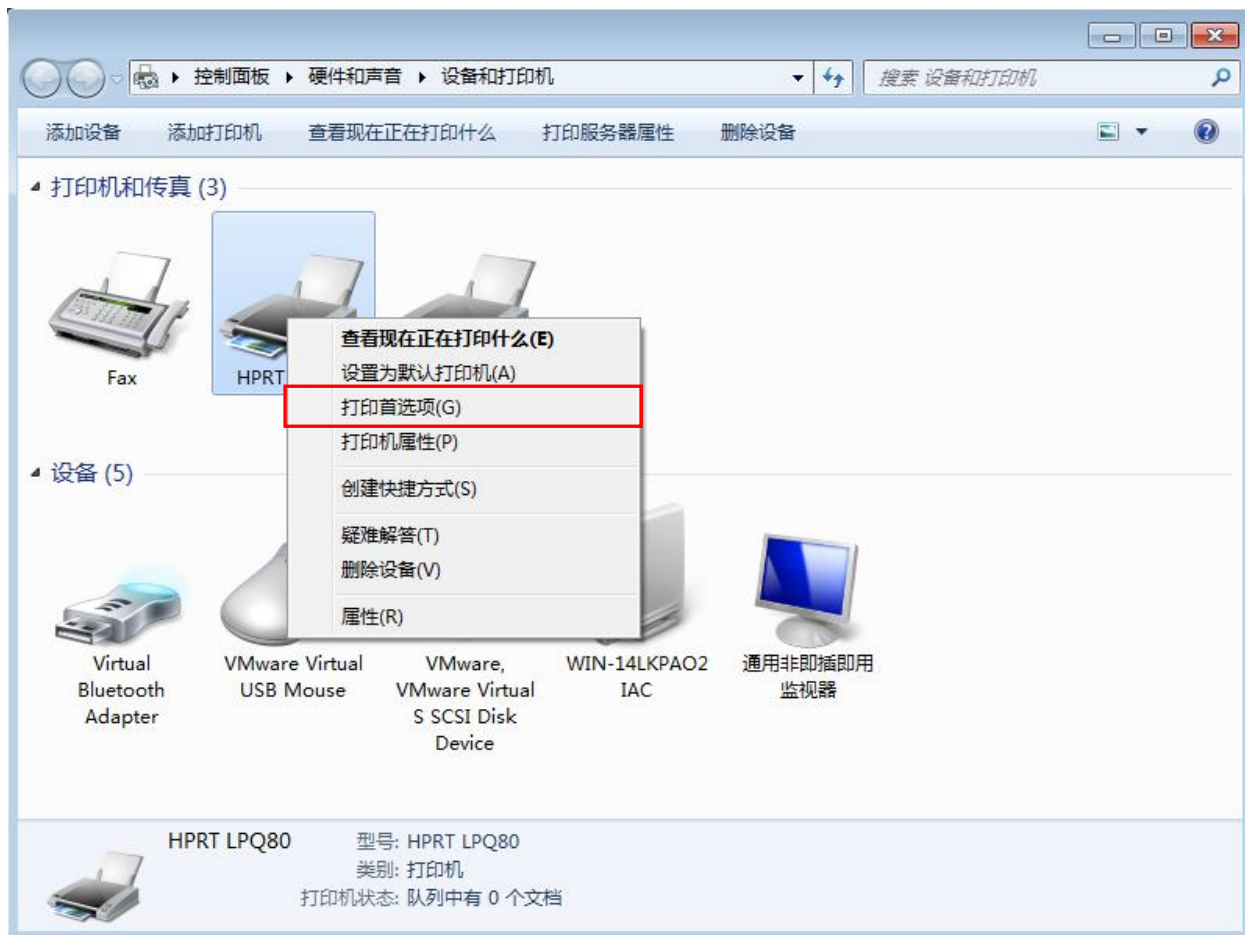 控制面板 ▸ 硬件和声音 ▸ 设备和打印机
搜索 设备和打印机
添加设备 添加打印机 查看现在正在打印什么 打印服务器属性 删除设备
打印机和传真 (3)
Fax
HPRT
查看现在正在打印什么(E)
设置为默认打印机(A)
打印首选项(G)
打印机属性(P)
创建快捷方式(S)
疑难解答(T)
删除设备(V)
属性(R)
设备 (5)
Virtual
Bluetooth
Adapter
VMware Virtual
USB Mouse
VMware,
VMware Virtual
S SCSI Disk
Device
WIN-14LKPAO2
IAC
通用非即插即用
监视器
HPRT LPQ80
型号: HPRT LPQ80
类别: 打印机
打印机状态: 队列中有 0 个文档